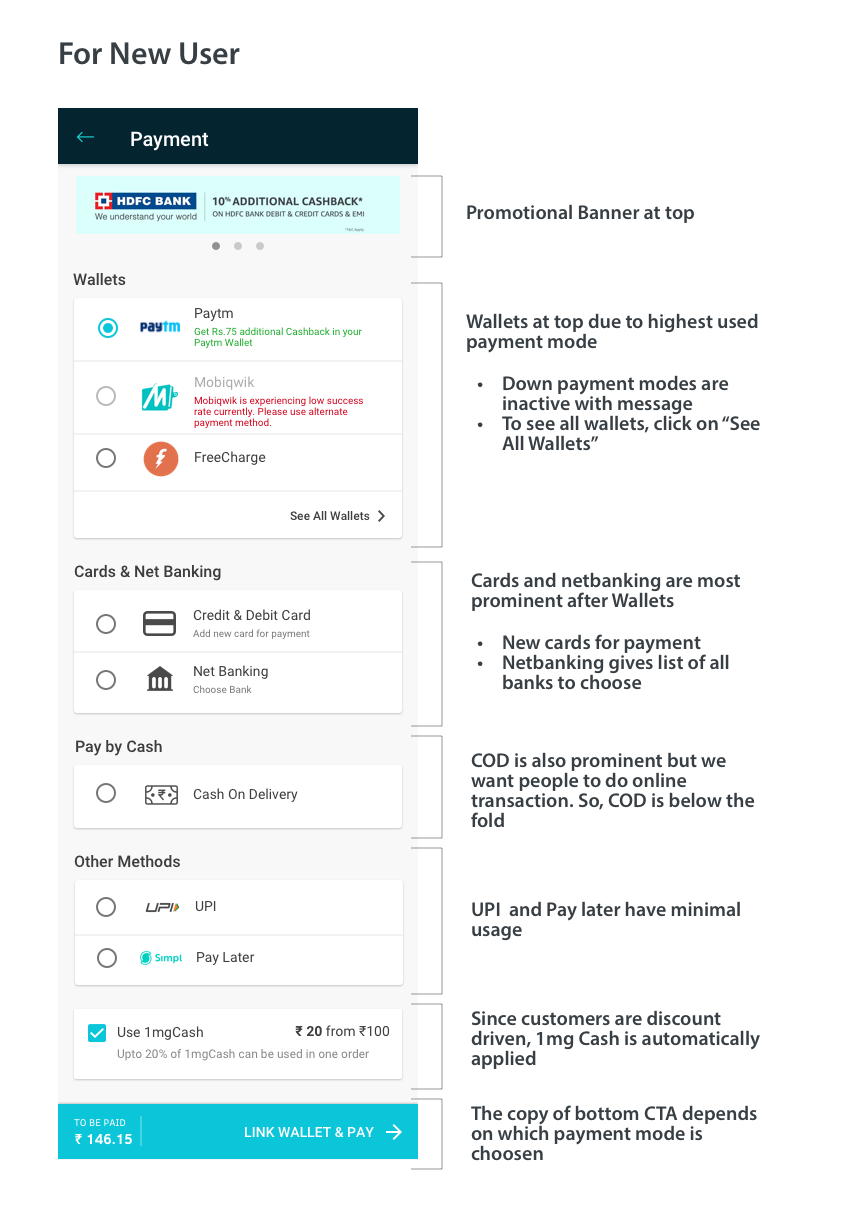 For New User
Payment
HDFC BANK
We understand your world
10% ADDITIONAL CASHBACK*
ON HDFC BANK DEBIT & CREDIT CARDS & EMI
Promotional Banner at top
Wallets
Paytm
Paytm
Get Rs.75 additional Cashback in your
Paytm Wallet
Mobiqwik
Mobiqwik is experiencing low success
rate currently. Please use alternate
payment method.
FreeCharge
See All Wallets
Wallets at top due to highest used
payment mode
• Down payment modes are
inactive with message
• To see all wallets, click on “See
All Wallets”
Cards & Net Banking
Credit & Debit Card
Add new card for payment
Net Banking
Choose Bank
Cards and netbanking are most
prominent after Wallets
• New cards for payment
• Netbanking gives list of all
banks to choose
Pay by Cash
₹
Cash On Delivery
COD is also prominent but we
want people to do online
transaction. So, COD is below the
fold
Other Methods
UPI
UPI
Simpl
Pay Later
UPI and Pay later have minimal
usage
Use 1mgCash
₹ 20 from ₹100
Upto 20% of 1mgCash can be used in one order
Since customers are discount
driven, 1mg Cash is automatically
applied
TO BE PAID
₹ 146.15
LINK WALLET & PAY
The copy of bottom CTA depends
on which payment mode is
choosen